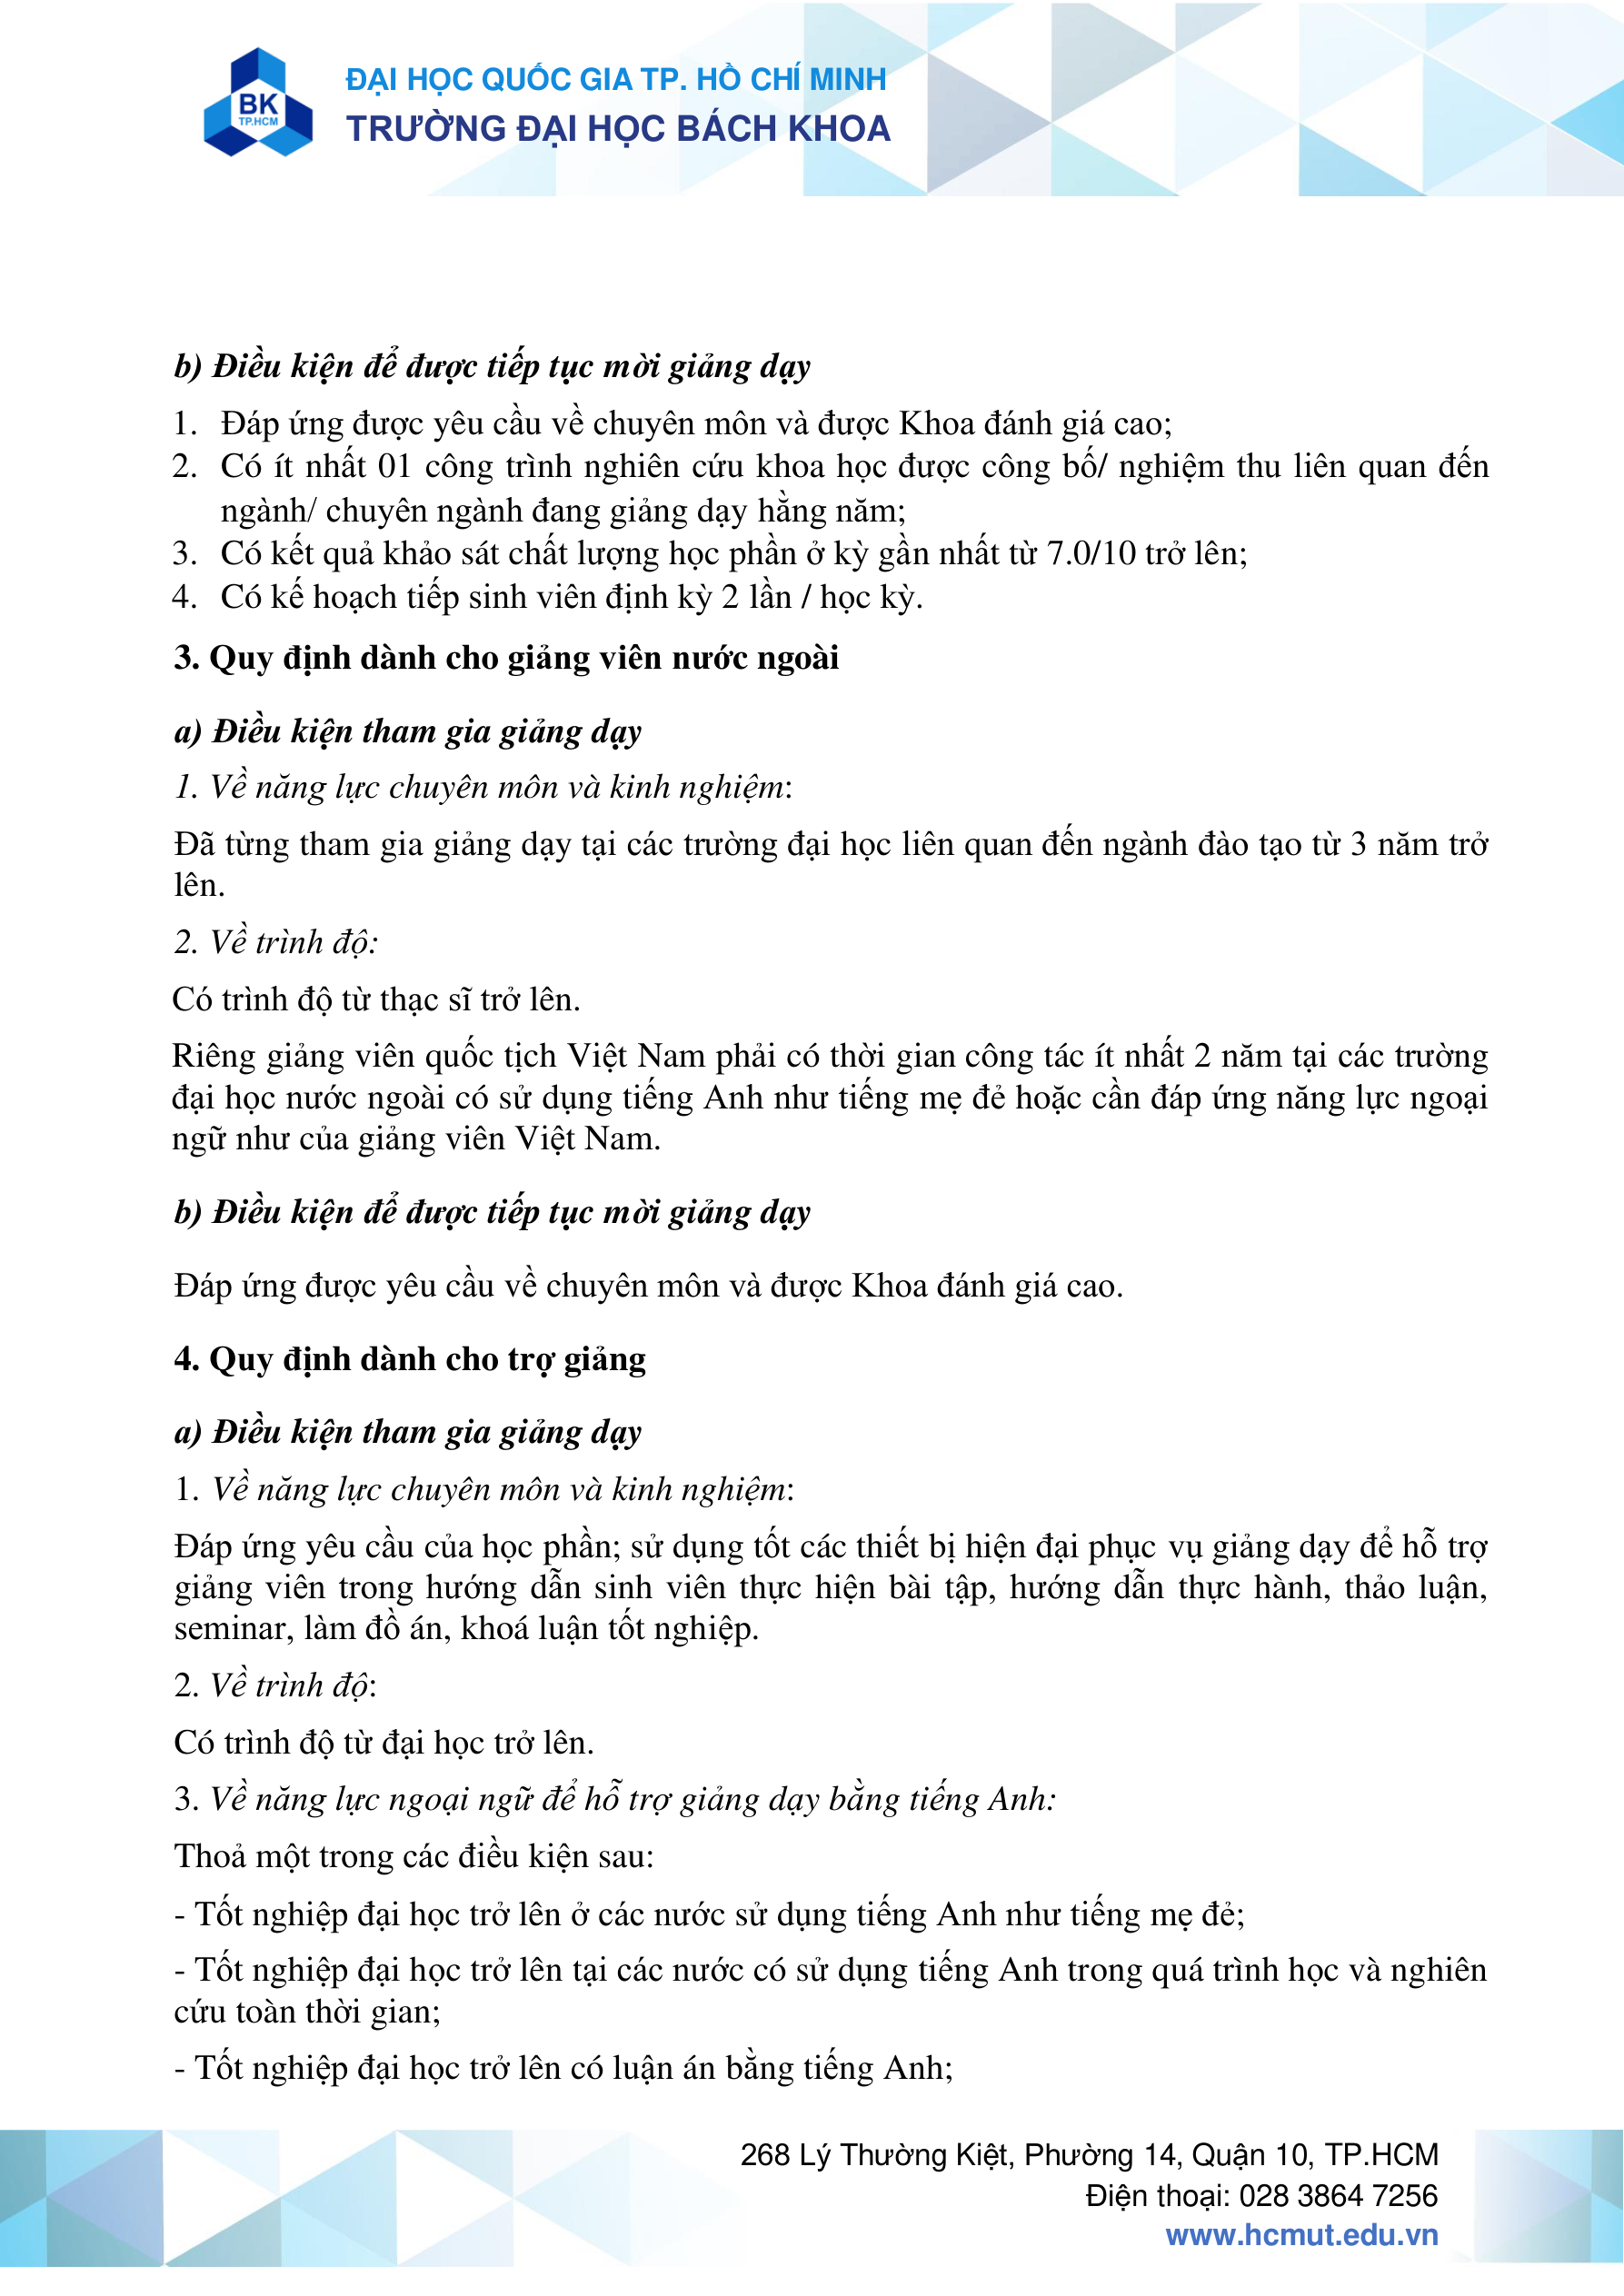 BK
TP.HCM
ĐẠI HỌC QUỐC GIA TP. HỒ CHÍ MINH
TRƯỜNG ĐẠI HỌC BÁCH KHOA
b) Điều kiện để được tiếp tục mời giảng dạy
1. Đáp ứng được yêu cầu về chuyên môn và được Khoa đánh giá cao;
2. Có ít nhất 01 công trình nghiên cứu khoa học được công bố/ nghiệm thu liên quan đến
ngành/ chuyên ngành đang giảng dạy hằng năm;
3. Có kết quả khảo sát chất lượng học phần ở kỳ gần nhất từ 7.0/10 trở lên;
4. Có kế hoạch tiếp sinh viên định kỳ 2 lần / học kỳ.
3. Quy định dành cho giảng viên nước ngoài
a) Điều kiện tham gia giảng dạy
1. Về năng lực chuyên môn và kinh nghiệm:
Đã từng tham gia giảng dạy tại các trường đại học liên quan đến ngành đào tạo từ 3 năm trở
lên.
2. Về trình độ:
Có trình độ từ thạc sĩ trở lên.
Riêng giảng viên quốc tịch Việt Nam phải có thời gian công tác ít nhất 2 năm tại các trường
đại học nước ngoài có sử dụng tiếng Anh như tiếng mẹ đẻ hoặc cần đáp ứng năng lực ngoại
ngữ như của giảng viên Việt Nam.
b) Điều kiện để được tiếp tục mời giảng dạy
Đáp ứng được yêu cầu về chuyên môn và được Khoa đánh giá cao.
4. Quy định dành cho trợ giảng
a) Điều kiện tham gia giảng dạy
1. Về năng lực chuyên môn và kinh nghiệm:
Đáp ứng yêu cầu của học phần; sử dụng tốt các thiết bị hiện đại phục vụ giảng dạy để hỗ trợ
giảng viên trong hướng dẫn sinh viên thực hiện bài tập, hướng dẫn thực hành, thảo luận,
seminar, làm đồ án, khoá luận tốt nghiệp.
2. Về trình độ:
Có trình độ từ đại học trở lên.
3. Về năng lực ngoại ngữ để hỗ trợ giảng dạy bằng tiếng Anh:
Thoả một trong các điều kiện sau:
- Tốt nghiệp đại học trở lên ở các nước sử dụng tiếng Anh như tiếng mẹ đẻ;
- Tốt nghiệp đại học trở lên tại các nước có sử dụng tiếng Anh trong quá trình học và nghiên
cứu toàn thời gian;
- Tốt nghiệp đại học trở lên có luận án bằng tiếng Anh;
268 Lý Thường Kiệt, Phường 14, Quận 10, TP.HCM
Điện thoại: 028 3864 7256
www.hcmut.edu.vn